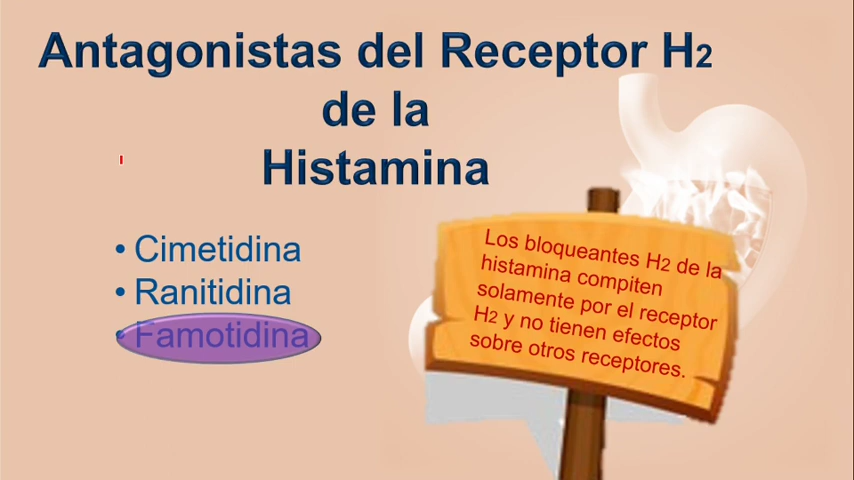 Antagonistas del Receptor H2
de la
Histamina
• Cimetidina
• Ranitidina
• Famotidina
Los bloqueantes H2 de la
histamina compiten
solamente por el receptor
H2 y no tienen efectos
sobre otros receptores.